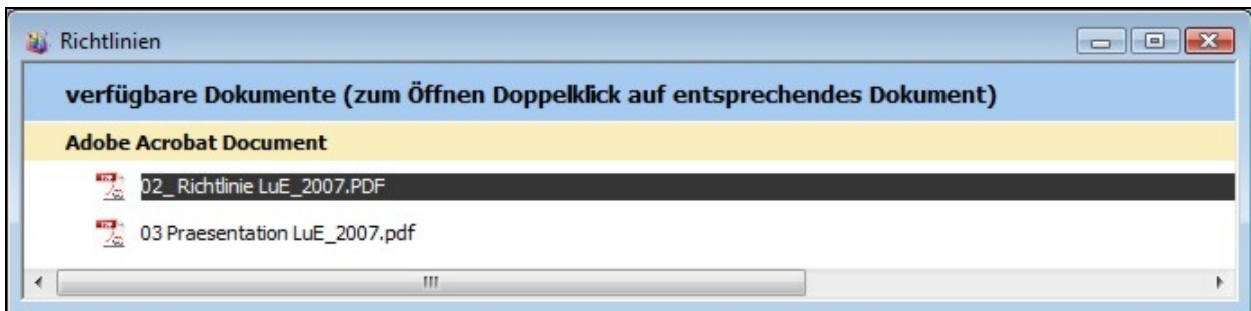 Richtlinien
verfügbare Dokumente (zum Öffnen Doppelklick auf entsprechendes Dokument)
Adobe Acrobat Document
02_ Richtlinie LuE_2007.PDF
03 Praesentation LuE_2007.pdf